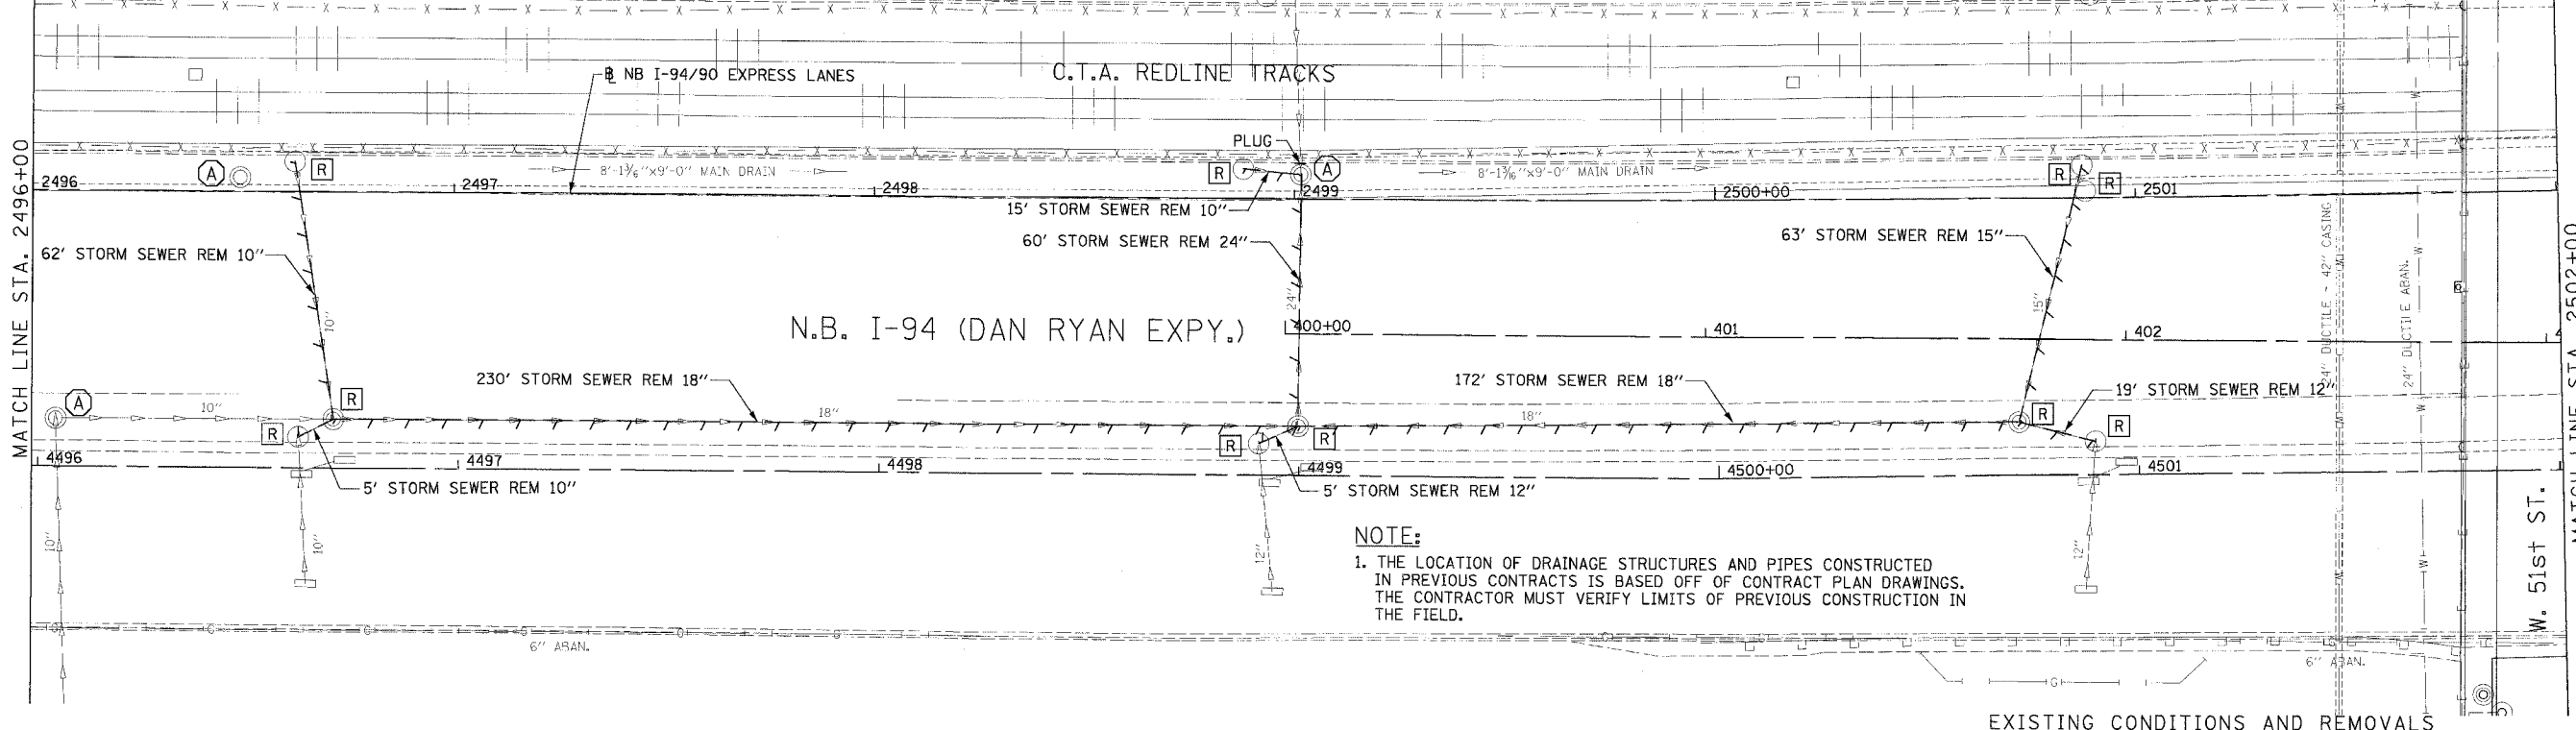 C.T.A. REDLINE TRACKS
NB I-94/90 EXPRESS LANES
MATCH LINE STA. 2496+00
PLUG
A
R
R
A
R
R
8'-1 3/16"x9'-0" MAIN DRAIN
8'-1 3/16"x9'-0" MAIN DRAIN
2496
2497
2498
2499
2500+00
2501
15' STORM SEWER REM 10"
60' STORM SEWER REM 24"
62' STORM SEWER REM 10"
63' STORM SEWER REM 15"
24" DUCTILE - 42" CASING
24" DUCTILE ABAN.
10"
24"
15"
N.B. I-94 (DAN RYAN EXPY.)
400+00
401
402
230' STORM SEWER REM 18"
172' STORM SEWER REM 18"
19' STORM SEWER REM 12"
A
10"
R
18"
18"
R
R
R
R
R
R
4496
4497
4498
4499
4500+00
4501
5' STORM SEWER REM 10"
5' STORM SEWER REM 12"
10"
10"
12"
12"
NOTE:
1. THE LOCATION OF DRAINAGE STRUCTURES AND PIPES CONSTRUCTED
IN PREVIOUS CONTRACTS IS BASED OFF OF CONTRACT PLAN DRAWINGS.
THE CONTRACTOR MUST VERIFY LIMITS OF PREVIOUS CONSTRUCTION IN
THE FIELD.
6" ABAN.
6" ABAN.
W. 51st ST.
MATCH LINE STA. 2502+00
EXISTING CONDITIONS AND REMOVALS